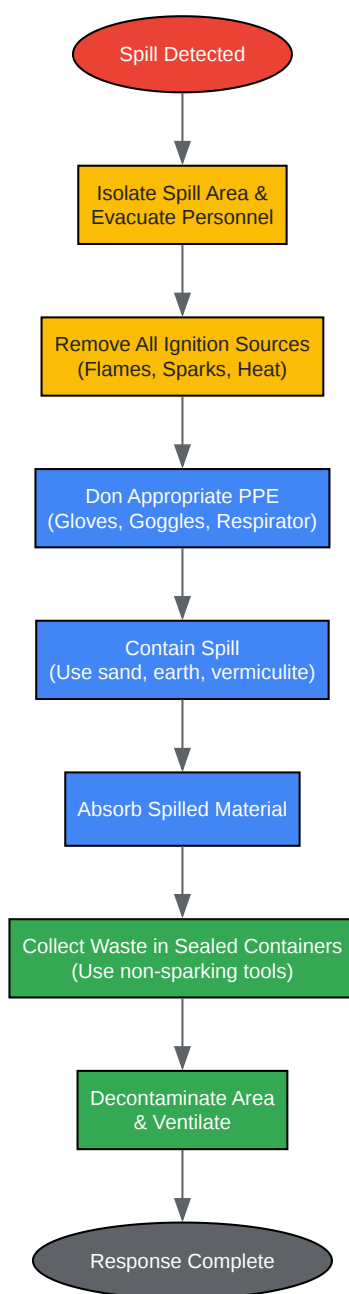 Spill Detected
Isolate Spill Area &
Evacuate Personnel
Remove All Ignition Sources
(Flames, Sparks, Heat)
Don Appropriate PPE
(Gloves, Goggles, Respirator)
Contain Spill
(Use sand, earth, vermiculite)
Absorb Spilled Material
Collect Waste in Sealed Containers
(Use non-sparking tools)
Decontaminate Area
& Ventilate
Response Complete